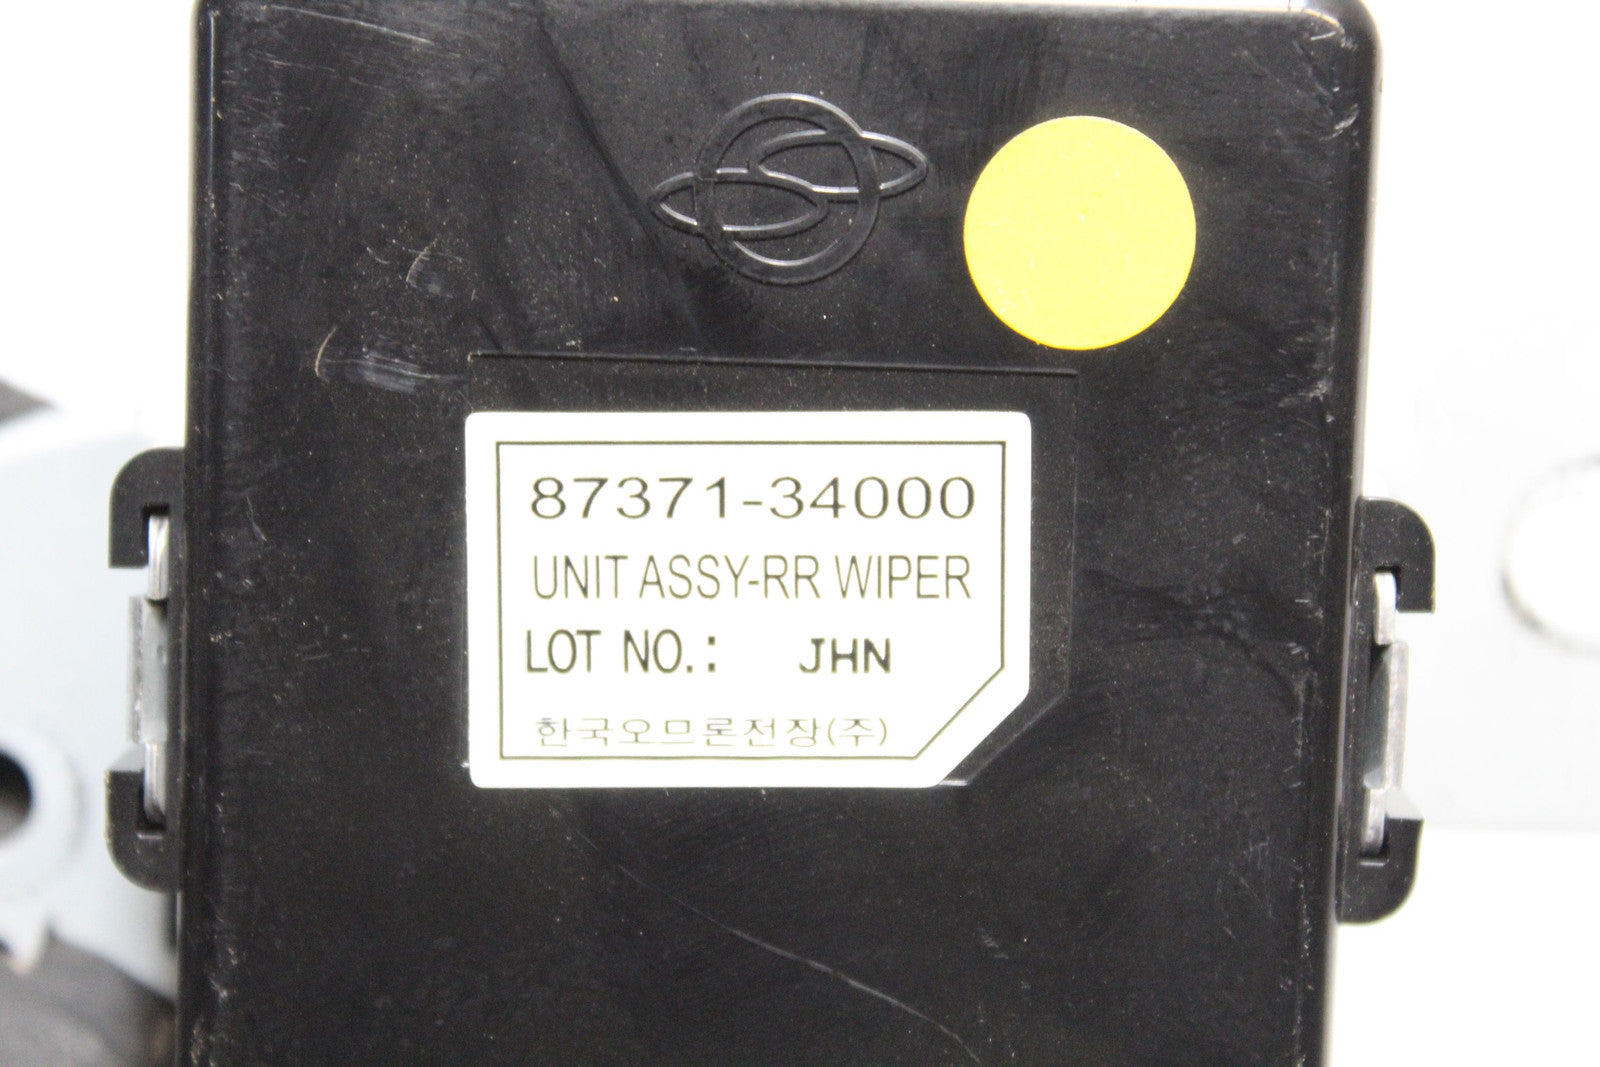 87371-34000
UNIT ASSY-RR WIPER
LOT NO.: JHN
한국오므론전장(주)